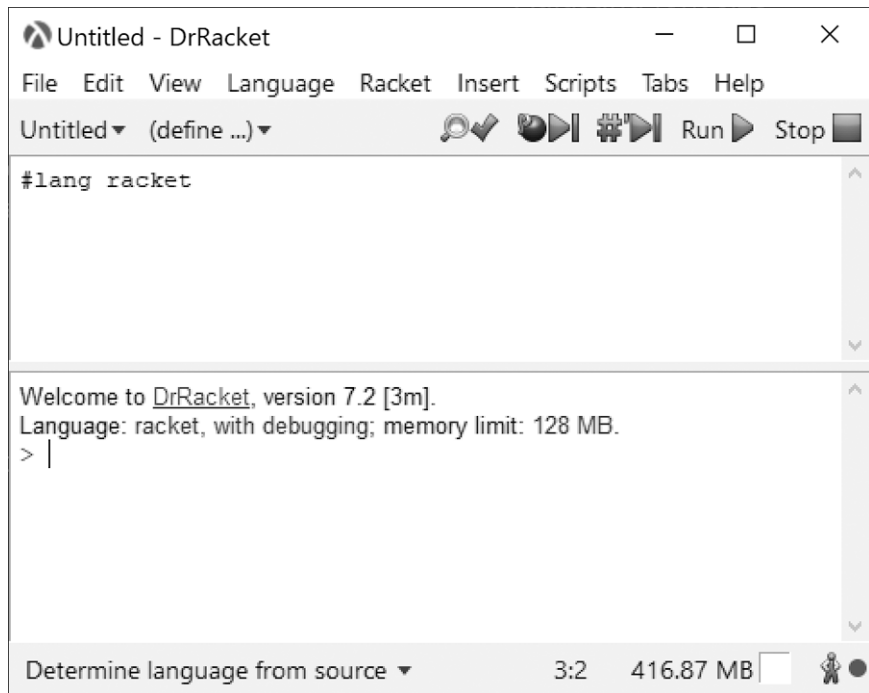 Untitled - DrRacket
File Edit View Language Racket Insert Scripts Tabs Help
Untitled (define ...) Run Stop
#lang racket
Welcome to DrRacket, version 7.2 [3m].
Language: racket, with debugging; memory limit: 128 MB.
>
Determine language from source 3:2 416.87 MB